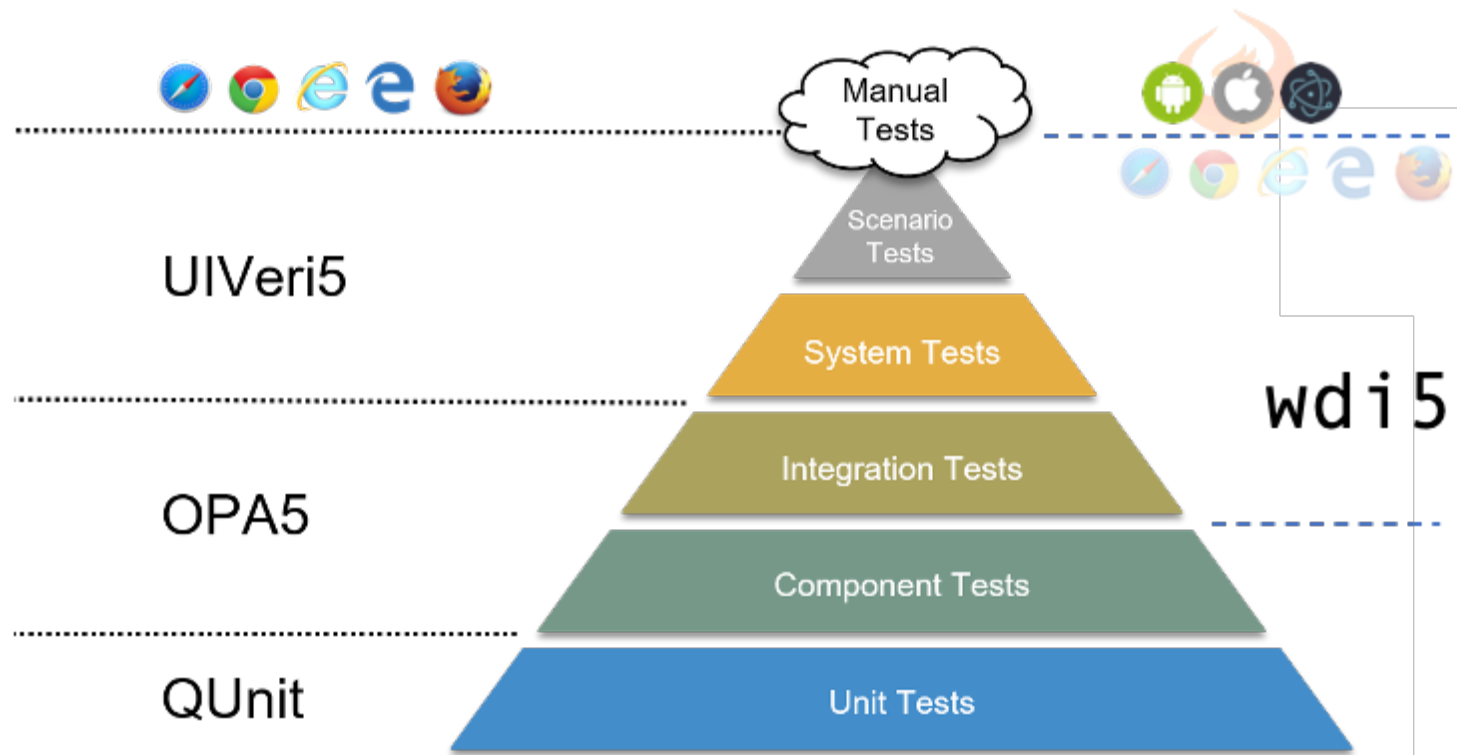 Manual
Tests
Scenario
Tests
UIVeri5
System Tests
wdi5
Integration Tests
OPA5
Component Tests
QUnit
Unit Tests